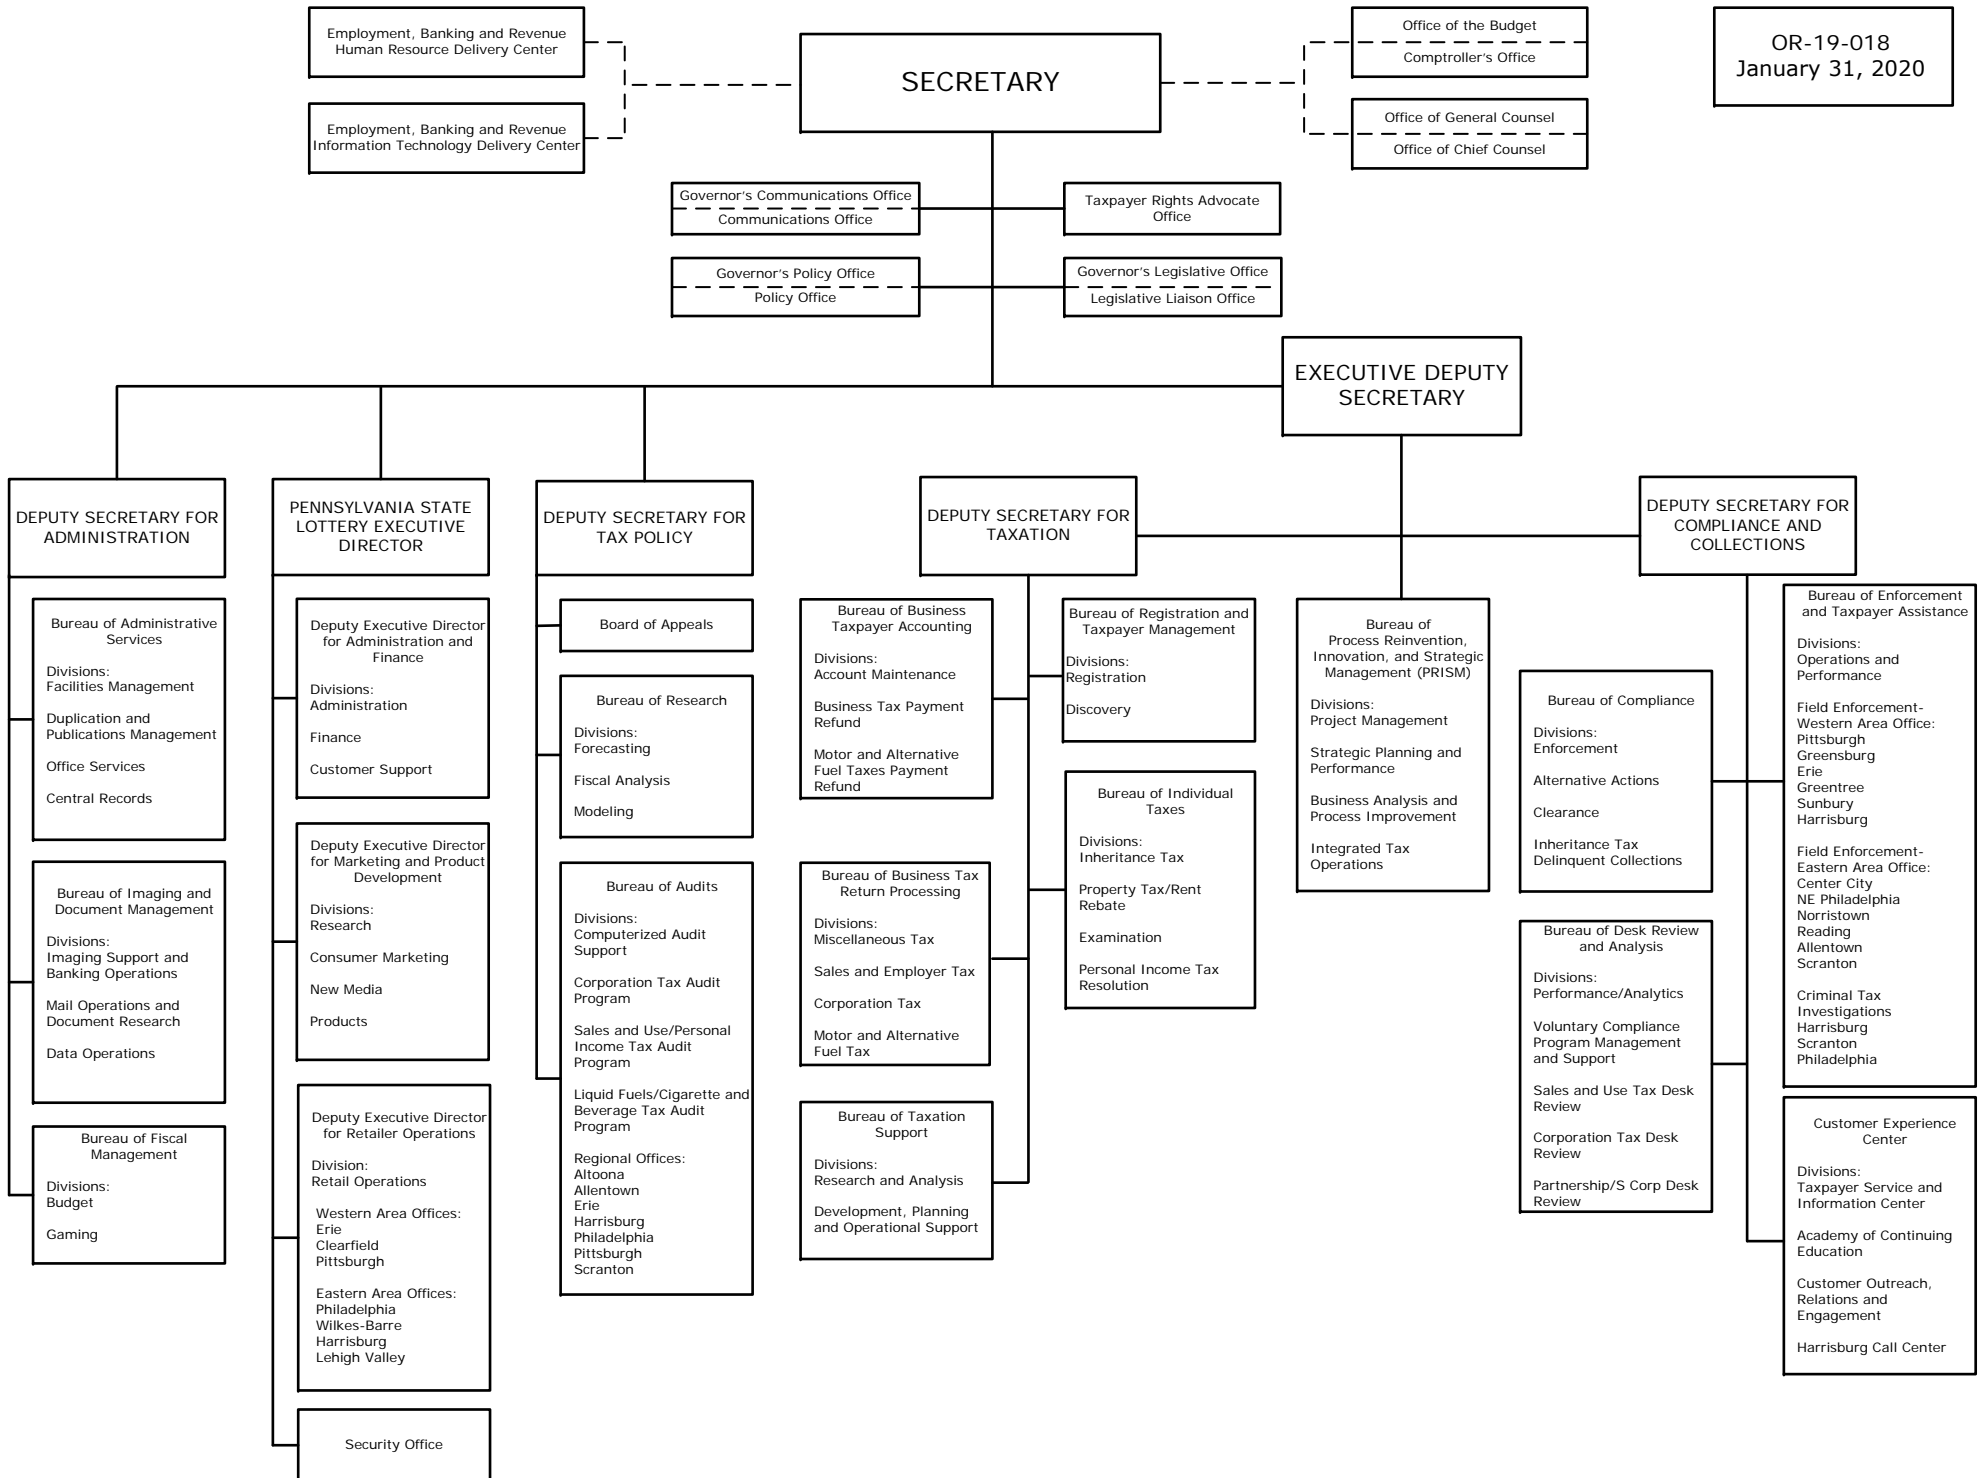 Employment, Banking and Revenue
Human Resource Delivery Center
Employment, Banking and Revenue
Information Technology Delivery Center
SECRETARY
Office of the Budget
Comptroller's Office
Office of General Counsel
Office of Chief Counsel
OR-19-018
January 31, 2020
Governor's Communications Office
Communications Office
Taxpayer Rights Advocate
Office
Governor's Policy Office
Policy Office
Governor's Legislative Office
Legislative Liaison Office
EXECUTIVE DEPUTY
SECRETARY
DEPUTY SECRETARY FOR
ADMINISTRATION
Bureau of Administrative
Services
Divisions:
Facilities Management
Duplication and
Publications Management
Office Services
Central Records
Bureau of Imaging and
Document Management
Divisions:
Imaging Support and
Banking Operations
Mail Operations and
Document Research
Data Operations
Bureau of Fiscal
Management
Divisions:
Budget
Gaming
PENNSYLVANIA STATE
LOTTERY EXECUTIVE
DIRECTOR
Deputy Executive Director
for Administration and
Finance
Divisions:
Administration
Finance
Customer Support
Deputy Executive Director
for Marketing and Product
Development
Divisions:
Research
Consumer Marketing
New Media
Products
Deputy Executive Director
for Retailer Operations
Division:
Retail Operations
Western Area Offices:
Erie
Clearfield
Pittsburgh
Eastern Area Offices:
Philadelphia
Wilkes-Barre
Harrisburg
Lehigh Valley
Security Office
DEPUTY SECRETARY FOR
TAX POLICY
Board of Appeals
Bureau of Research
Divisions:
Forecasting
Fiscal Analysis
Modeling
Bureau of Audits
Divisions:
Computerized Audit
Support
Corporation Tax Audit
Program
Sales and Use/Personal
Income Tax Audit
Program
Liquid Fuels/Cigarette and
Beverage Tax Audit
Program
Regional Offices:
Altoona
Allentown
Erie
Harrisburg
Philadelphia
Pittsburgh
Scranton
DEPUTY SECRETARY FOR
TAXATION
Bureau of Business
Taxpayer Accounting
Divisions:
Account Maintenance
Business Tax Payment
Refund
Motor and Alternative
Fuel Taxes Payment
Refund
Bureau of Business Tax
Return Processing
Divisions:
Miscellaneous Tax
Sales and Employer Tax
Corporation Tax
Motor and Alternative
Fuel Tax
Bureau of Taxation
Support
Divisions:
Research and Analysis
Development, Planning
and Operational Support
Bureau of Registration and
Taxpayer Management
Divisions:
Registration
Discovery
Bureau of Individual
Taxes
Divisions:
Inheritance Tax
Property Tax/Rent
Rebate
Examination
Personal Income Tax
Resolution
Bureau of
Process Reinvention,
Innovation, and Strategic
Management (PRISM)
Divisions:
Project Management
Strategic Planning and
Performance
Business Analysis and
Process Improvement
Integrated Tax
Operations
DEPUTY SECRETARY FOR
COMPLIANCE AND
COLLECTIONS
Bureau of Compliance
Divisions:
Enforcement
Alternative Actions
Clearance
Inheritance Tax
Delinquent Collections
Bureau of Desk Review
and Analysis
Divisions:
Performance/Analytics
Voluntary Compliance
Program Management
and Support
Sales and Use Tax Desk
Review
Corporation Tax Desk
Review
Partnership/S Corp Desk
Review
Bureau of Enforcement
and Taxpayer Assistance
Divisions:
Operations and
Performance
Field Enforcement-
Western Area Office:
Pittsburgh
Greensburg
Erie
Greentree
Sunbury
Harrisburg
Field Enforcement-
Eastern Area Office:
Center City
NE Philadelphia
Norristown
Reading
Allentown
Scranton
Criminal Tax
Investigations
Harrisburg
Scranton
Philadelphia
Customer Experience
Center
Divisions:
Taxpayer Service and
Information Center
Academy of Continuing
Education
Customer Outreach,
Relations and
Engagement
Harrisburg Call Center